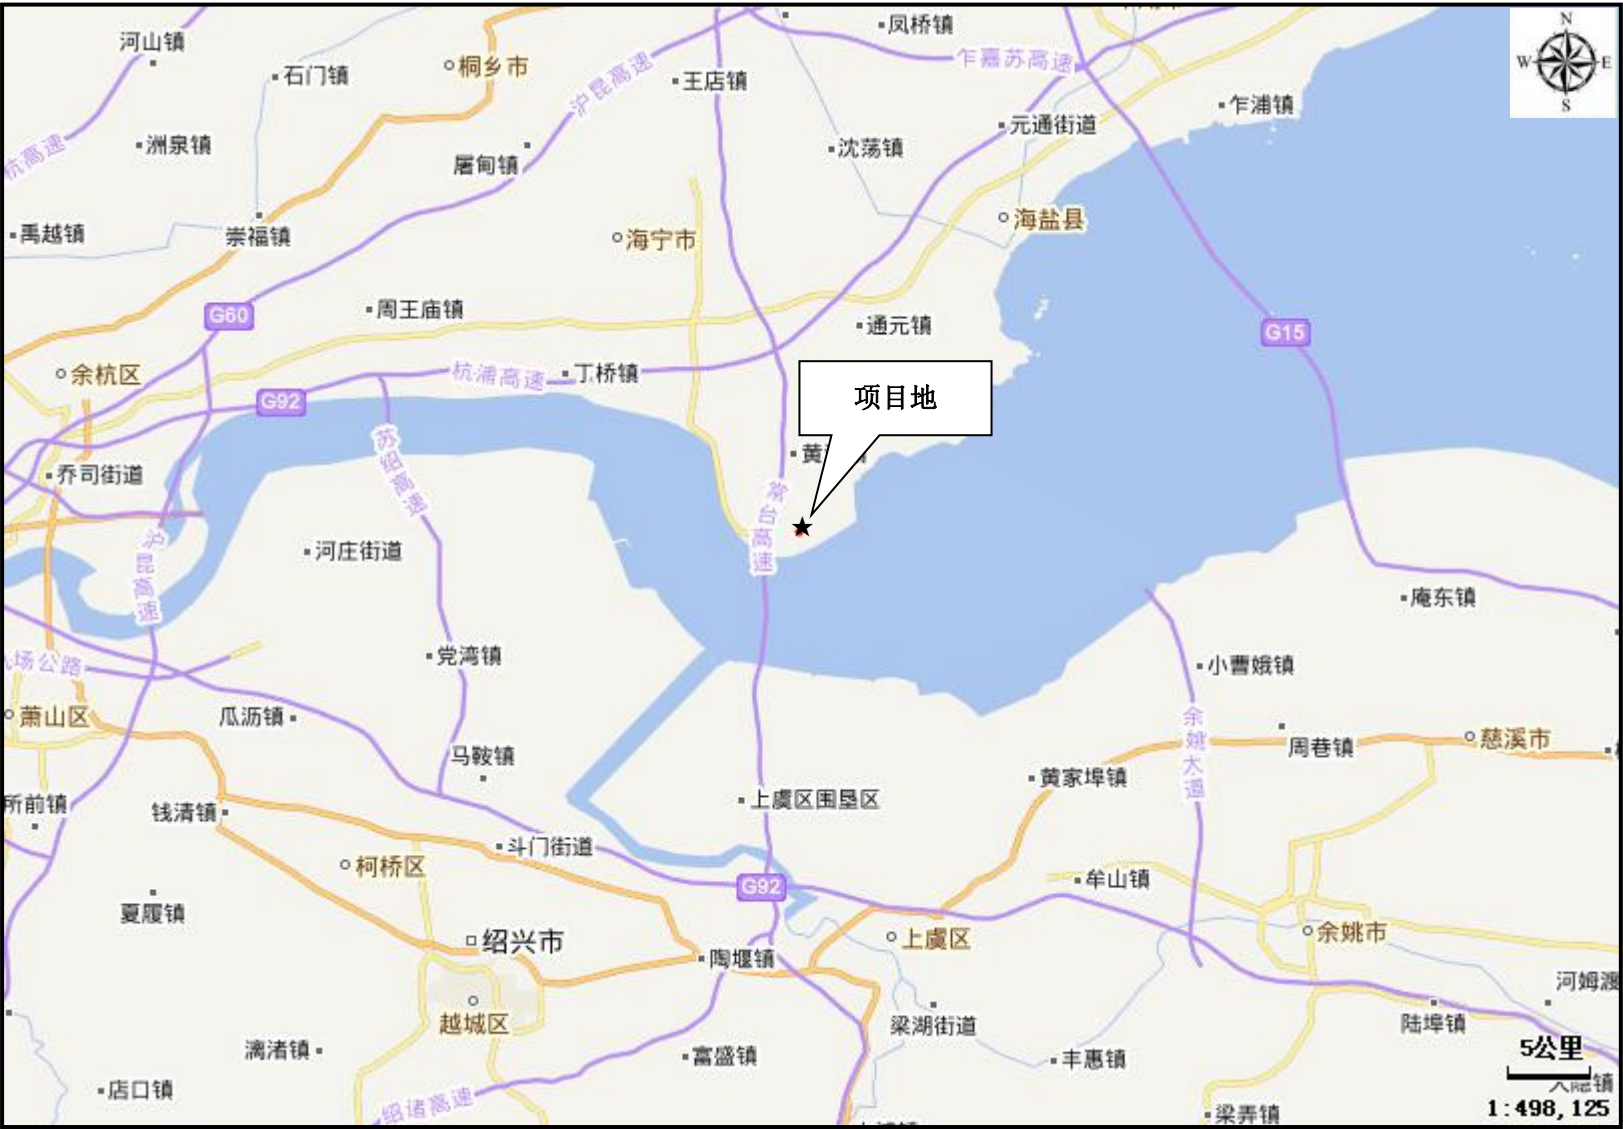 凤桥镇
河山镇
N
W
E
S
石门镇
桐乡市
沪昆高速
王店镇
乍嘉苏高速
乍浦镇
元通街道
杭高速
洲泉镇
屠甸镇
沈荡镇
禹越镇
崇福镇
海宁市
海盐县
G60
周王庙镇
通元镇
G15
余杭区
杭浦高速
丁桥镇
G92
项目地
苏绍高速
黄
乔司街道
常台高速
沪昆高速
河庄街道
庵东镇
场公路
党湾镇
小曹娥镇
萧山区
瓜沥镇
余姚大道
周巷镇
慈溪市
马鞍镇
黄家埠镇
所前镇
钱清镇
上虞区围垦区
斗门街道
柯桥区
G92
牟山镇
夏履镇
绍兴市
陶堰镇
上虞区
余姚市
河姆渡
越城区
梁湖街道
陆埠镇
漓渚镇
富盛镇
丰惠镇
5公里
店口镇
大隐镇
绍诸高速
梁弄镇
1:498,125